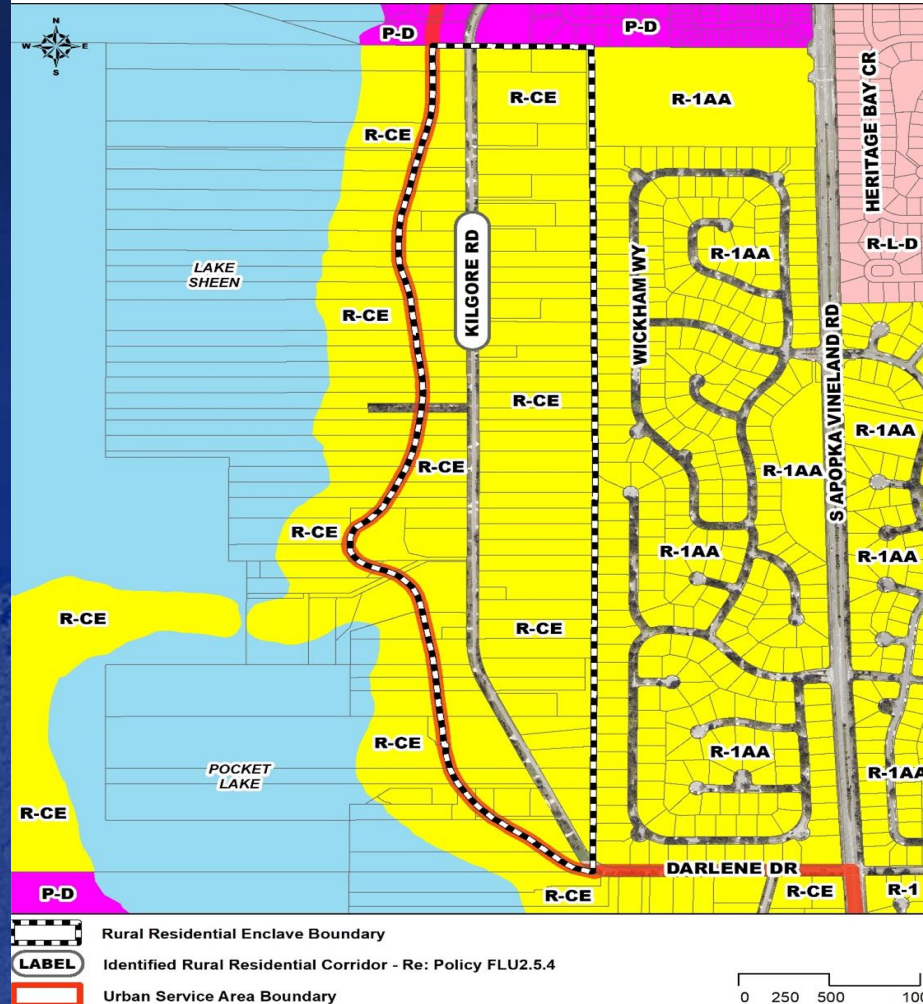 N
W E
S
P-D
P-D
R-CE
R-1AA
R-CE
HERITAGE BAY CR
R-L-D
LAKE
SHEEN
KILGORE RD
WICKHAM WY
R-1AA
R-CE
S APOPKA VINELAND RD
R-CE
R-1AA
R-CE
R-1AA
R-CE
R-1AA
R-1AA
R-CE
R-CE
R-CE
R-1AA
POCKET
LAKE
R-1AA
R-CE
P-D
DARLENE DR
R-CE
R-CE
R-1
Rural Residential Enclave Boundary
LABEL Identified Rural Residential Corridor - Re: Policy FLU2.5.4
Urban Service Area Boundary
0 250 500